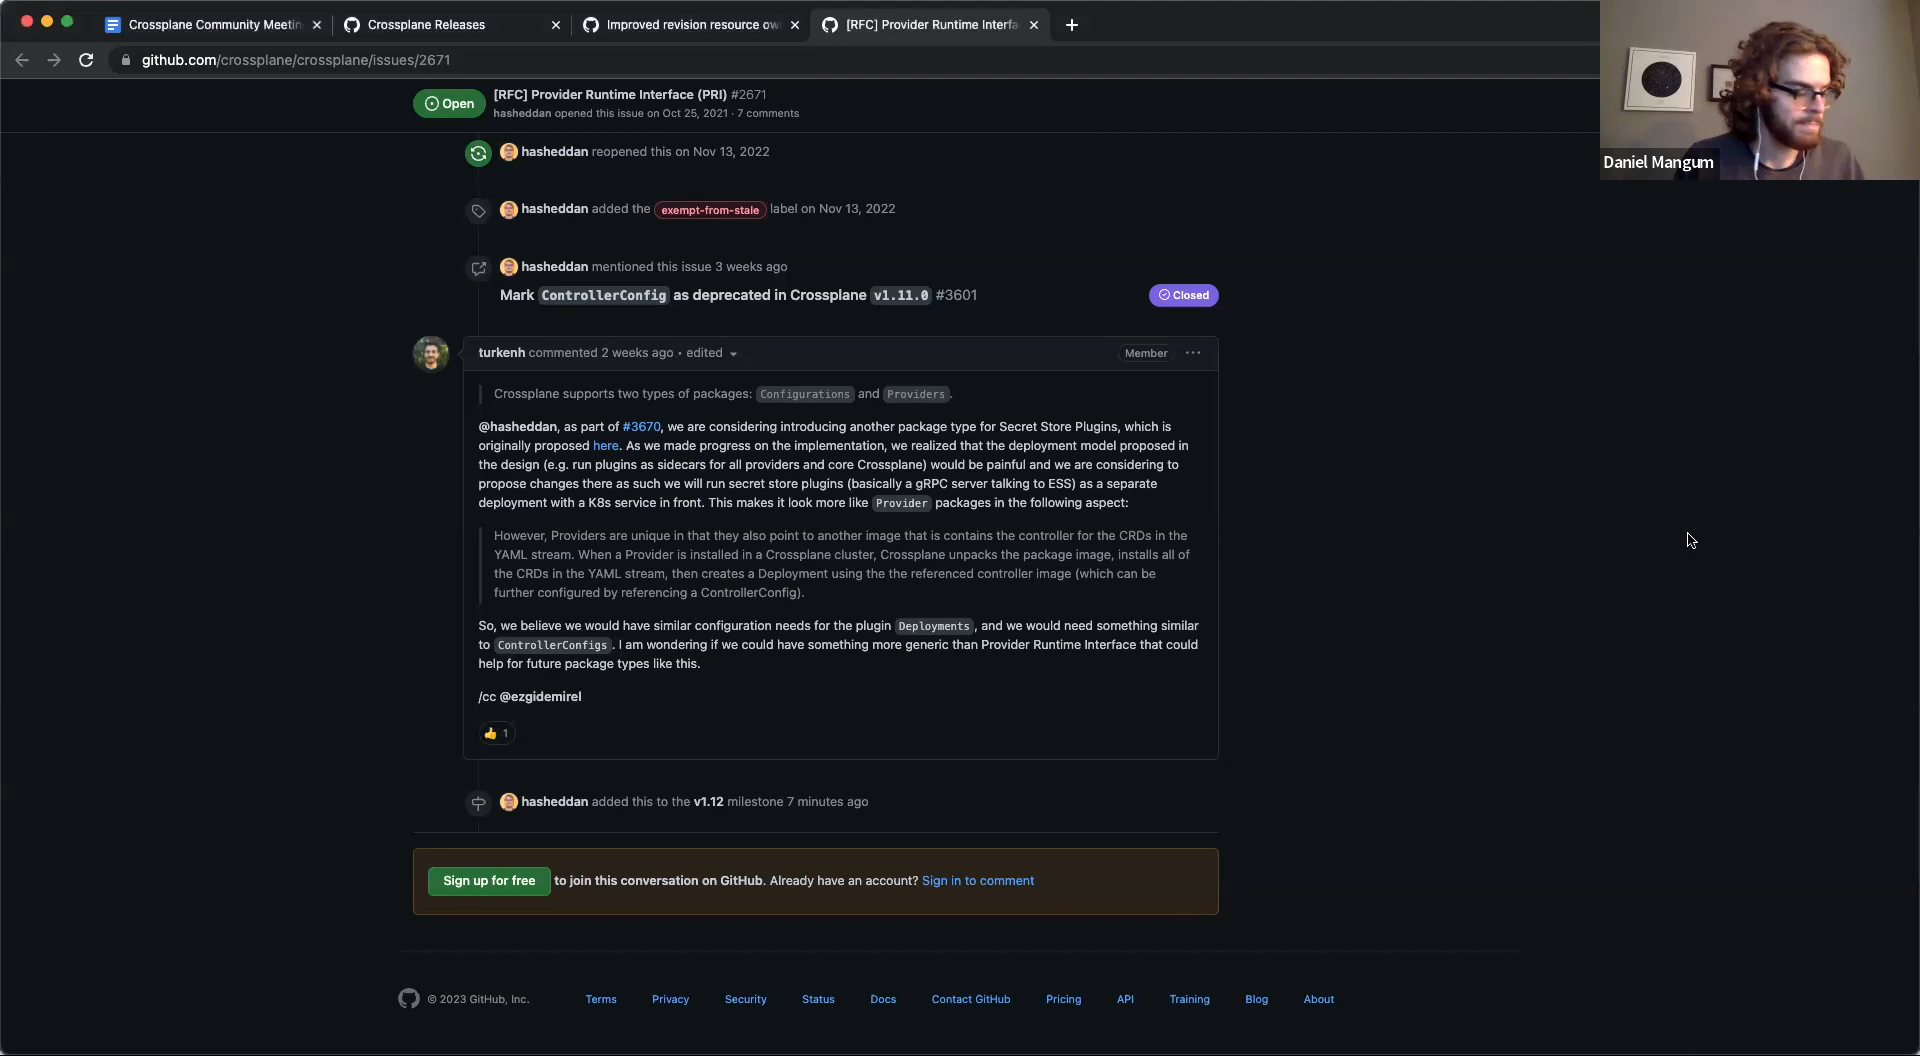 Crossplane Community Meetin
Crossplane Releases
Improved revision resource ow
[RFC] Provider Runtime Interfa
github.com/crossplane/crossplane/issues/2671
Open
[RFC] Provider Runtime Interface (PRI) #2671
hasheddan opened this issue on Oct 25, 2021 · 7 comments
Daniel Mangum
hasheddan reopened this on Nov 13, 2022
hasheddan added the exempt-from-stale label on Nov 13, 2022
hasheddan mentioned this issue 3 weeks ago
Mark ControllerConfig as deprecated in Crossplane v1.11.0 #3601
Closed
turkenh commented 2 weeks ago • edited
Member
Crossplane supports two types of packages: Configurations and Providers.
@hasheddan, as part of #3670, we are considering introducing another package type for Secret Store Plugins, which is
originally proposed here. As we made progress on the implementation, we realized that the deployment model proposed in
the design (e.g. run plugins as sidecars for all providers and core Crossplane) would be painful and we are considering to
propose changes there as such we will run secret store plugins (basically a gRPC server talking to ESS) as a separate
deployment with a K8s service in front. This makes it look more like Provider packages in the following aspect:
However, Providers are unique in that they also point to another image that is contains the controller for the CRDs in the
YAML stream. When a Provider is installed in a Crossplane cluster, Crossplane unpacks the package image, installs all of
the CRDs in the YAML stream, then creates a Deployment using the the referenced controller image (which can be
further configured by referencing a ControllerConfig).
So, we believe we would have similar configuration needs for the plugin Deployments, and we would need something similar
to ControllerConfigs. I am wondering if we could have something more generic than Provider Runtime Interface that could
help for future package types like this.
/cc @ezgidemirel
👍 1
hasheddan added this to the v1.12 milestone 7 minutes ago
Sign up for free to join this conversation on GitHub. Already have an account? Sign in to comment
© 2023 GitHub, Inc.
Terms
Privacy
Security
Status
Docs
Contact GitHub
Pricing
API
Training
Blog
About